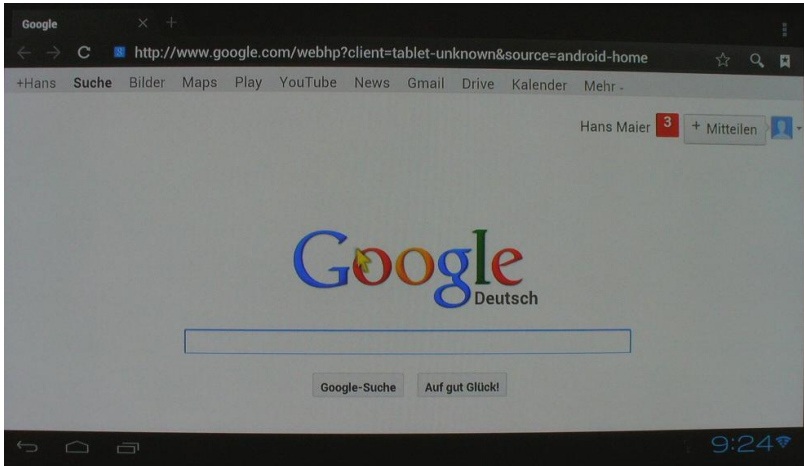 Google
http://www.google.com/webhp?client=tablet-unknown&source=android-home
+Hans Suche Bilder Maps Play YouTube News Gmail Drive Kalender Mehr
Hans Maier 3 + Mitteilen
Google
Deutsch
Google-Suche Auf gut Glück!
9:24